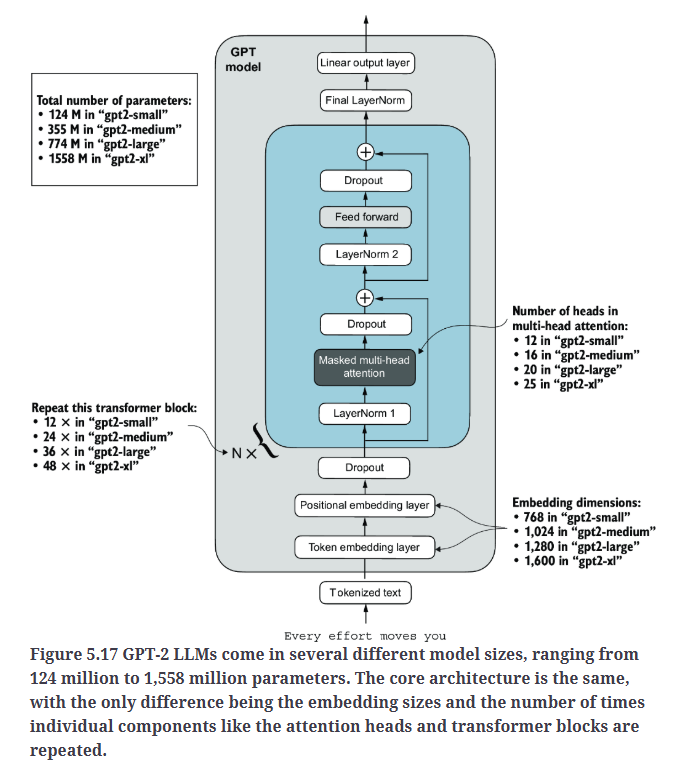 GPT
model
Linear output layer
Final LayerNorm
Total number of parameters:
• 124 M in “gpt2-small”
• 355 M in “gpt2-medium”
• 774 M in “gpt2-large”
• 1558 M in “gpt2-xl”
+
Dropout
Feed forward
LayerNorm 2
+
Dropout
Masked multi-head
attention
LayerNorm 1
Number of heads in
multi-head attention:
• 12 in “gpt2-small”
• 16 in “gpt2-medium”
• 20 in “gpt2-large”
• 25 in “gpt2-xl”
Repeat this transformer block:
• 12 × in “gpt2-small”
• 24 × in “gpt2-medium”
• 36 × in “gpt2-large”
• 48 × in “gpt2-xl”
N × {
Dropout
Positional embedding layer
Token embedding layer
Embedding dimensions:
• 768 in “gpt2-small”
• 1,024 in “gpt2-medium”
• 1,280 in “gpt2-large”
• 1,600 in “gpt2-xl”
Tokenized text
Every effort moves you
Figure 5.17 GPT-2 LLMs come in several different model sizes, ranging from
124 million to 1,558 million parameters. The core architecture is the same,
with the only difference being the embedding sizes and the number of times
individual components like the attention heads and transformer blocks are
repeated.